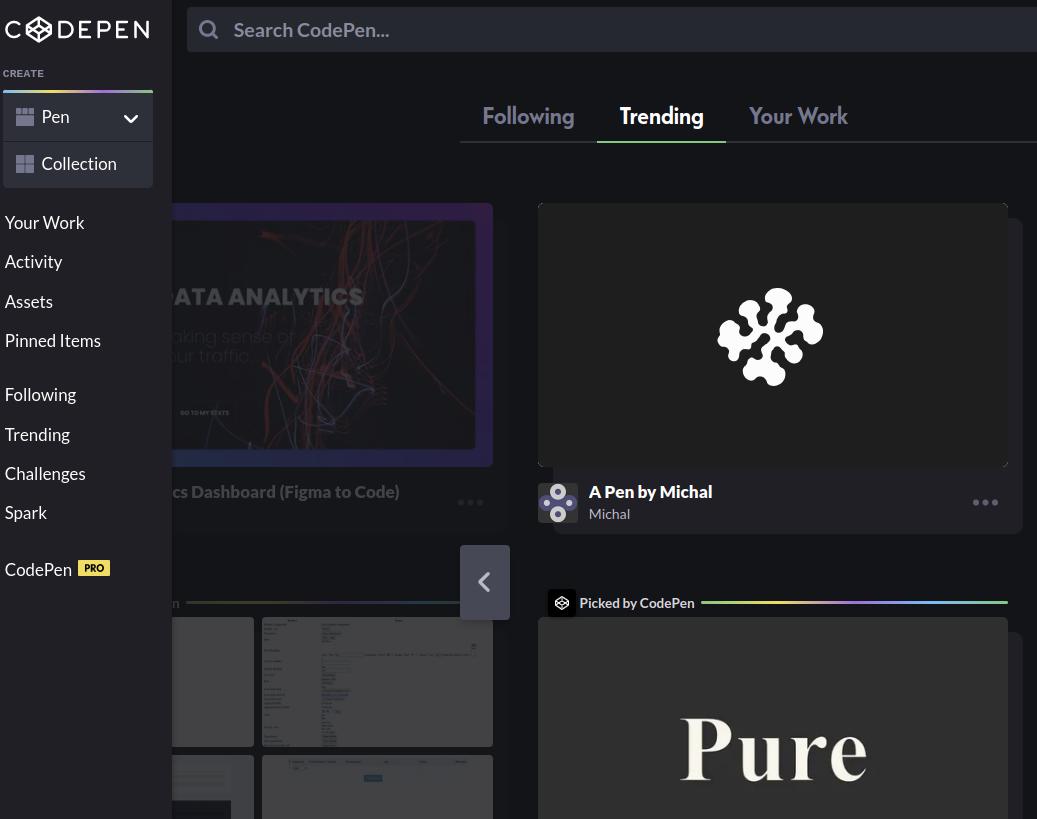 CODEPEN
Search CodePen...
CREATE
Pen
Collection
Following
Trending
Your Work
Your Work
Activity
Assets
Pinned Items
Following
Trending
Challenges
Spark
CodePen PRO
ATA ANALYTICS
aking sense of
our traffic.
GO TO MY STATS
cs Dashboard (Figma to Code)
A Pen by Michal
Michal
n
Picked by CodePen
Pure